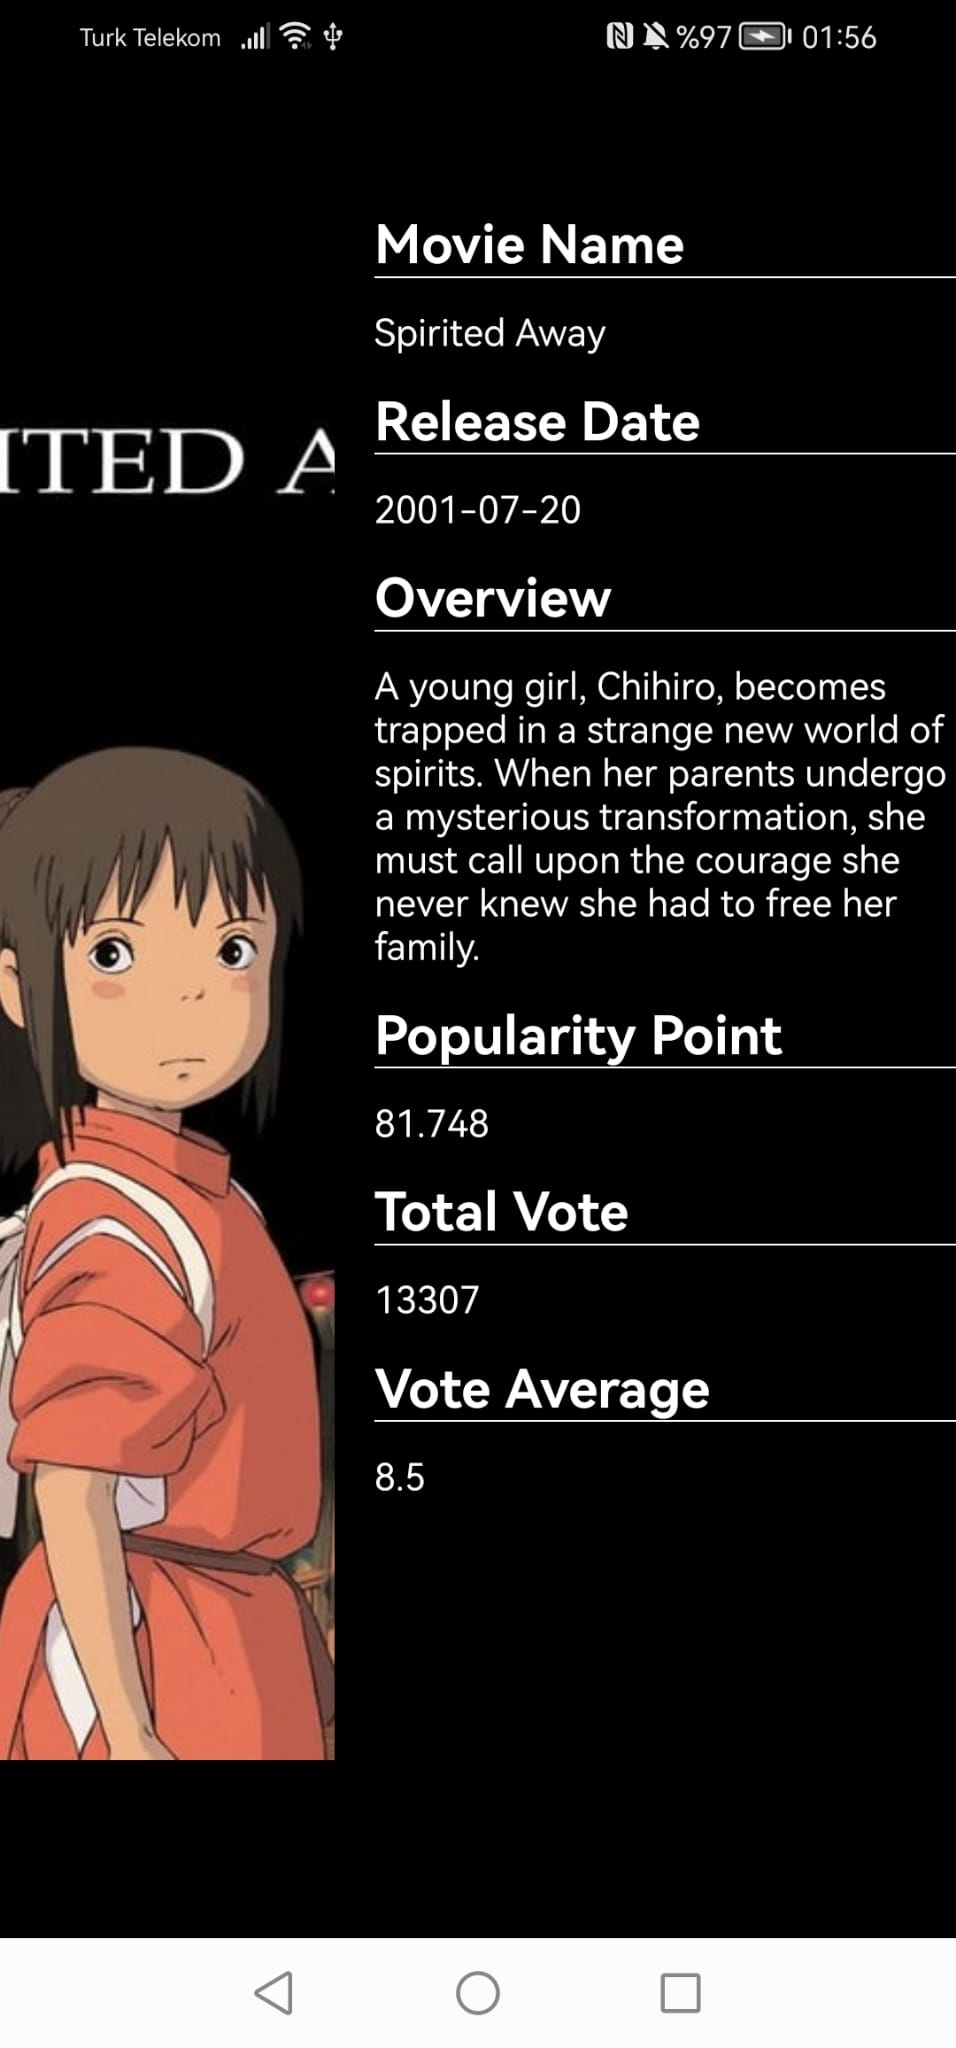 Turk Telekom %97 01:56
ITED A
Movie Name
Spirited Away
Release Date
2001-07-20
Overview
A young girl, Chihiro, becomes
trapped in a strange new world of
spirits. When her parents undergo
a mysterious transformation, she
must call upon the courage she
never knew she had to free her
family.
Popularity Point
81.748
Total Vote
13307
Vote Average
8.5